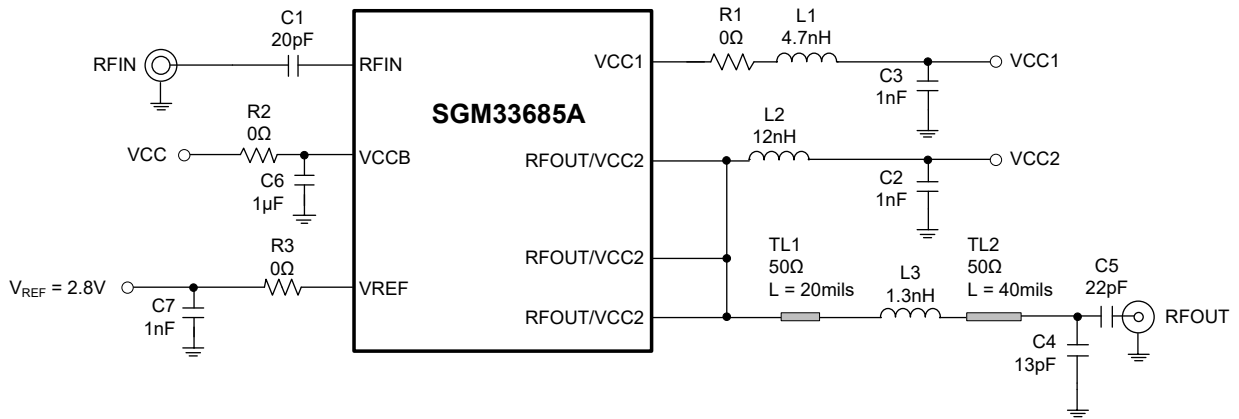 C1
20pF
RFIN
RFIN
SGM33685A
R2
0Ω
VCC
VCCB
C6
1µF
R3
0Ω
VREF = 2.8V
VREF
C7
1nF
VCC1
R1
0Ω
L1
4.7nH
VCC1
C3
1nF
RFOUT/VCC2
L2
12nH
VCC2
C2
1nF
RFOUT/VCC2
RFOUT/VCC2
TL1
50Ω
L = 20mils
L3
1.3nH
TL2
50Ω
L = 40mils
C5
22pF
RFOUT
C4
13pF